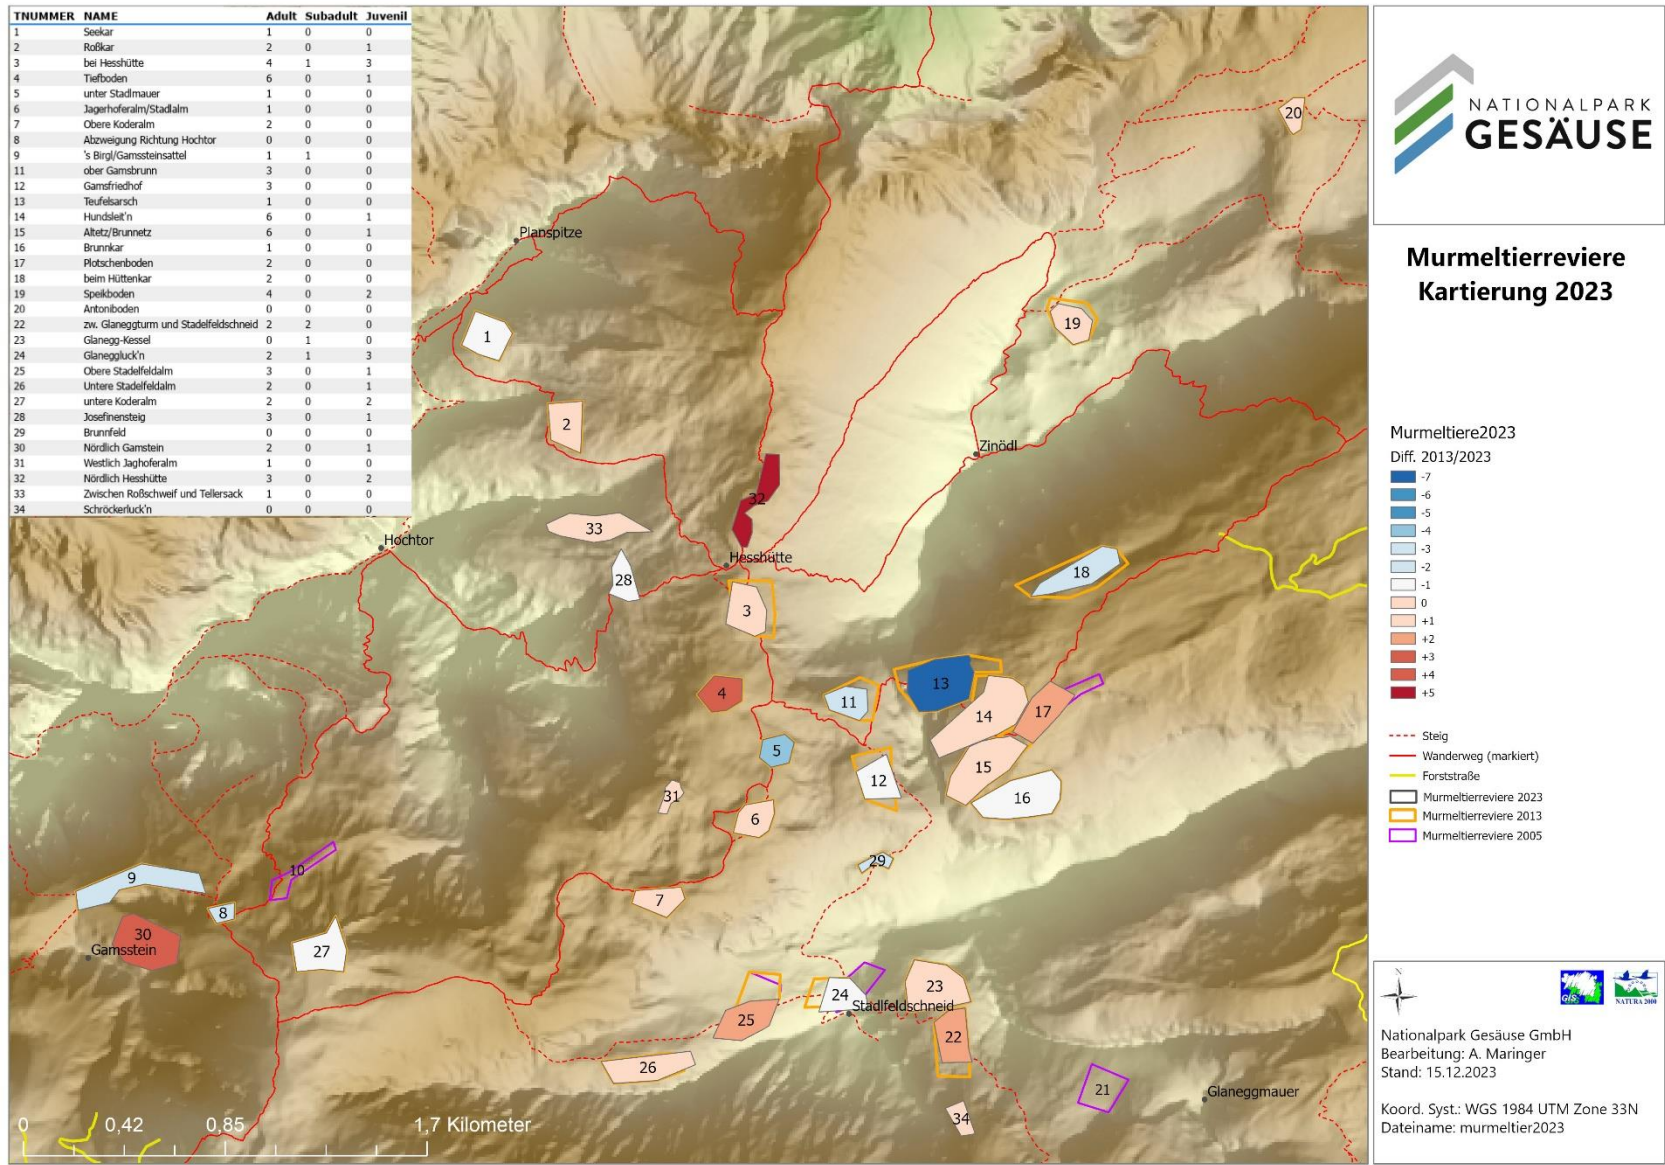 TNUMMER NAME Adult Subadult Juvenil
1 Seekar 1 0 0
2 Roßkar 2 0 1
3 bei Hesshütte 4 1 3
4 Tiefboden 6 0 1
5 unter Stadlmauer 1 0 0
6 Jagerhoferalm/Stadlalm 1 0 0
7 Obere Koderalm 2 0 0
8 Abzweigung Richtung Hochtor 0 0 0
9 's Birgl/Gamssteinsattel 1 1 0
11 ober Gamsbrunn 3 0 0
12 Gamsfriedhof 3 0 0
13 Teufelsarsch 1 0 0
14 Hundsleit'n 6 0 1
15 Altetz/Brunnetz 6 0 1
16 Brunnkar 1 0 0
17 Plotschenboden 2 0 0
18 beim Hüttenkar 2 0 0
19 Speikboden 4 0 2
20 Antoniboden 0 0 0
22 zw. Glaneggturm und Stadelfeldschneid 2 2 0
23 Glanegg-Kessel 0 1 0
24 Glaneggluck'n 2 1 3
25 Obere Stadelfeldalm 3 0 1
26 Untere Stadelfeldalm 2 0 1
27 untere Koderalm 2 0 2
28 Josefinensteig 3 0 1
29 Brunnfeld 0 0 0
30 Nördlich Gamstein 2 0 1
31 Westlich Jaghoferalm 1 0 0
32 Nördlich Hesshütte 3 0 2
33 Zwischen Roßschweif und Tellersack 1 0 0
34 Schröckerluck'n 0 0 0
20
Planspitze
19
1
2
Zinödl
32
33
Hochtor
Hesshütte
28
18
3
13
4
11
14
17
5
15
12
16
31
6
29
10
9
7
8
30
Gamsstein
27
23
24
Stadlfeldschneid
25
22
26
21
Glaneggmauer
34
0 0,42 0,85 1,7 Kilometer
NATIONALPARK
GESÄUSE
Murmeltierreviere
Kartierung 2023
Murmeltiere2023
Diff. 2013/2023
-7
-6
-5
-4
-3
-2
-1
0
+1
+2
+3
+4
+5
Steig
Wanderweg (markiert)
Forststraße
Murmeltierreviere 2023
Murmeltierreviere 2013
Murmeltierreviere 2005
N
GIS
NATURA 2000
Nationalpark Gesäuse GmbH
Bearbeitung: A. Maringer
Stand: 15.12.2023
Koord. Syst.: WGS 1984 UTM Zone 33N
Dateiname: murmeltier2023